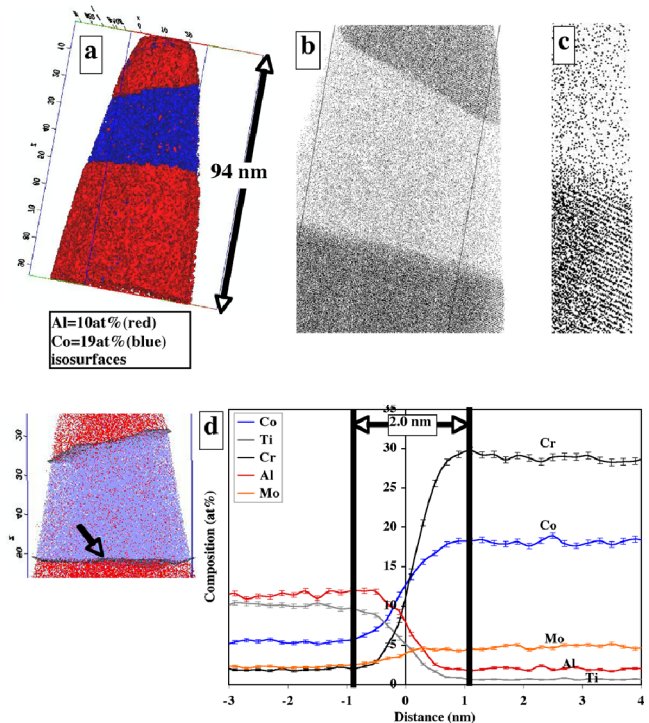 a
b
c
94 nm
Al=10at%(red)
Co=19at%(blue)
isosurfaces
d
2.0 nm
Co
Ti
Cr
Al
Mo
Composition (at%)
35
30
25
20
15
10
5
0
Cr
Co
Mo
Al
Ti
-3 -2 -1 0 1 2 3 4
Distance (nm)